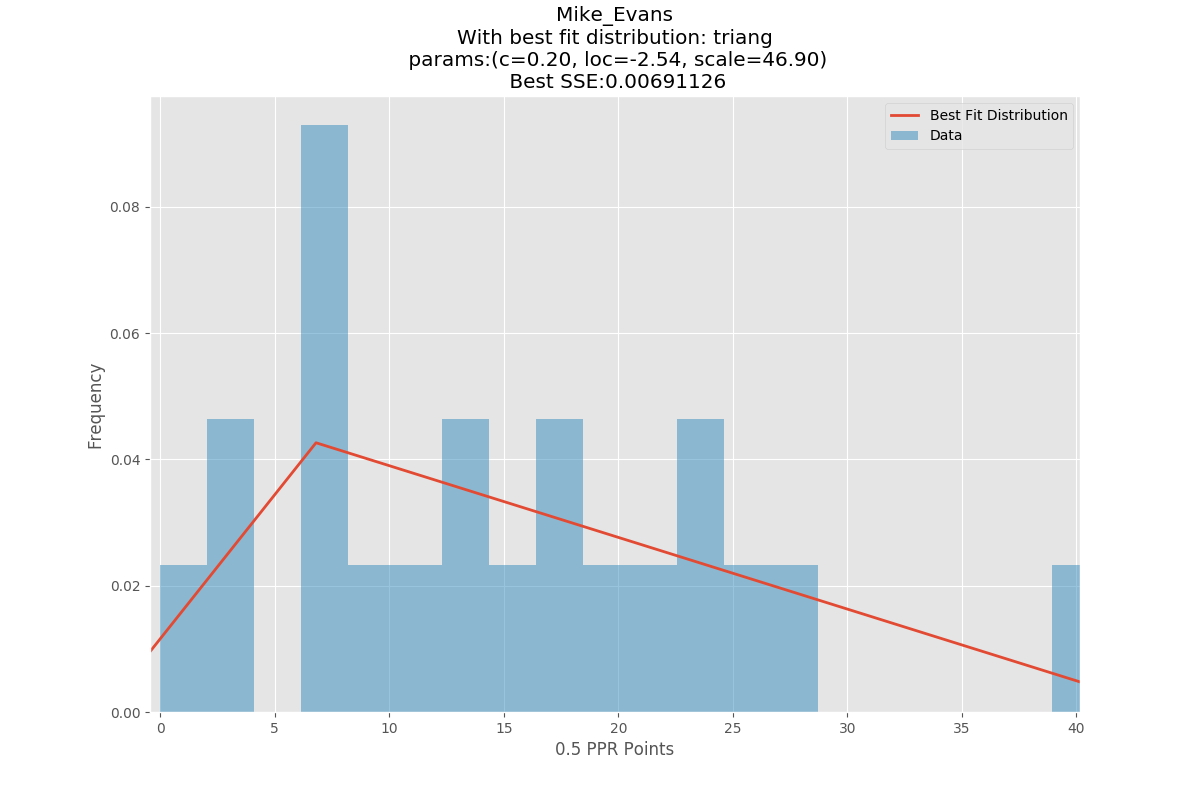 Mike_Evans
With best fit distribution: triang
params:(c=0.20, loc=-2.54, scale=46.90)
Best SSE:0.00691126
Best Fit Distribution
Data
0.08
0.06
0.04
0.02
0.00
Frequency
0 5 10 15 20 25 30 35 40
0.5 PPR Points